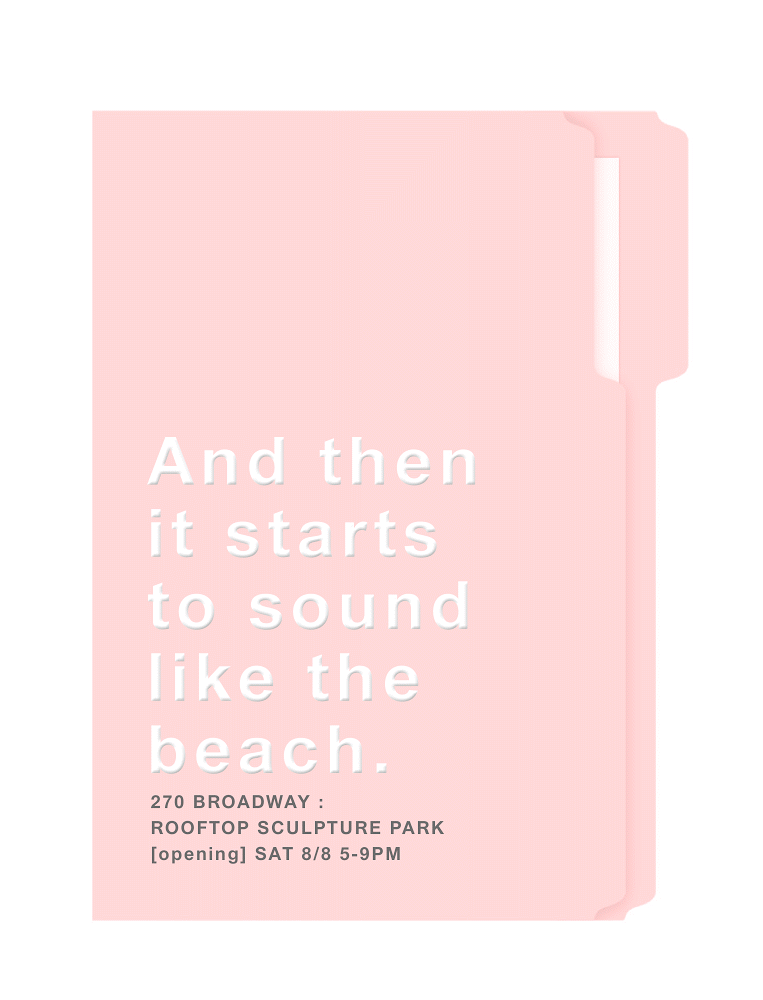 And then
it starts
to sound
like the
beach.
270 BROADWAY :
ROOFTOP SCULPTURE PARK
[opening] SAT 8/8 5-9PM